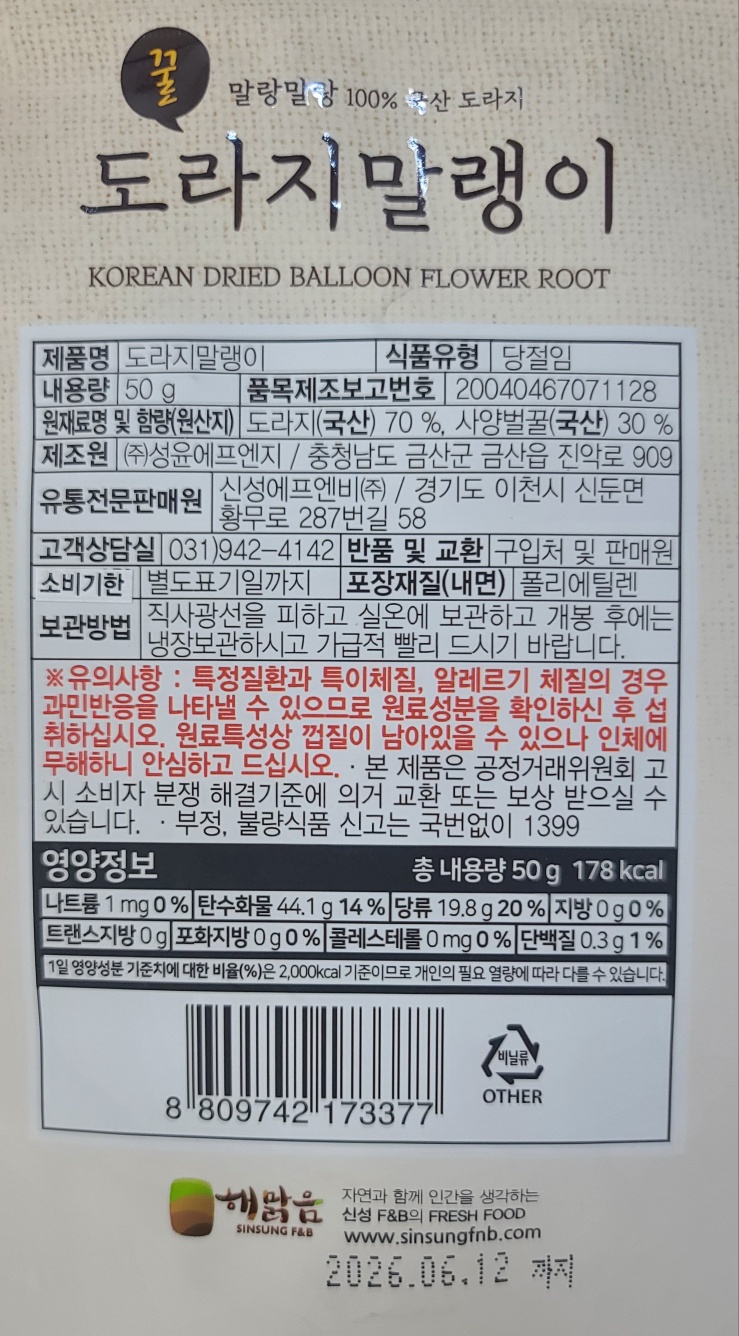 꿀
말랑말랑 100% 국산 도라지
도라지말랭이
KOREAN DRIED BALLOON FLOWER ROOT
제품명 도라지말랭이 식품유형 당절임
내용량 50 g 품목제조보고번호 20040467071128
원재료명 및 함량(원산지) 도라지(국산) 70 %, 사양벌꿀(국산) 30 %
제조원 ㈜성윤에프엔지 / 충청남도 금산군 금산읍 진악로 909
유통전문판매원 신성에프엔비㈜ / 경기도 이천시 신둔면
황무로 287번길 58
고객상담실 031)942-4142 반품 및 교환 구입처 및 판매원
소비기한 별도표기일까지 포장재질(내면) 폴리에틸렌
보관방법 직사광선을 피하고 실온에 보관하고 개봉 후에는
냉장보관하시고 가급적 빨리 드시기 바랍니다.
※유의사항 : 특정질환과 특이체질, 알레르기 체질의 경우
과민반응을 나타낼 수 있으므로 원료성분을 확인하신 후 섭
취하십시오. 원료특성상 껍질이 남아있을 수 있으나 인체에
무해하니 안심하고 드십시오. · 본 제품은 공정거래위원회 고
시 소비자 분쟁 해결기준에 의거 교환 또는 보상 받으실 수
있습니다. · 부정, 불량식품 신고는 국번없이 1399
영양정보 총 내용량 50 g 178 kcal
나트륨 1 mg 0 % 탄수화물 44.1 g 14 % 당류 19.8 g 20 % 지방 0 g 0 %
트랜스지방 0 g 포화지방 0 g 0 % 콜레스테롤 0 mg 0 % 단백질 0.3 g 1 %
1일 영양성분 기준치에 대한 비율(%)은 2,000kcal 기준이므로 개인의 필요 열량에 따라 다를 수 있습니다.
비닐류
OTHER
8 809742 173377
해맑음
SINSUNG F&B
자연과 함께 인간을 생각하는
신성 F&B의 FRESH FOOD
www.sinsungfnb.com
2026.06.12 까지